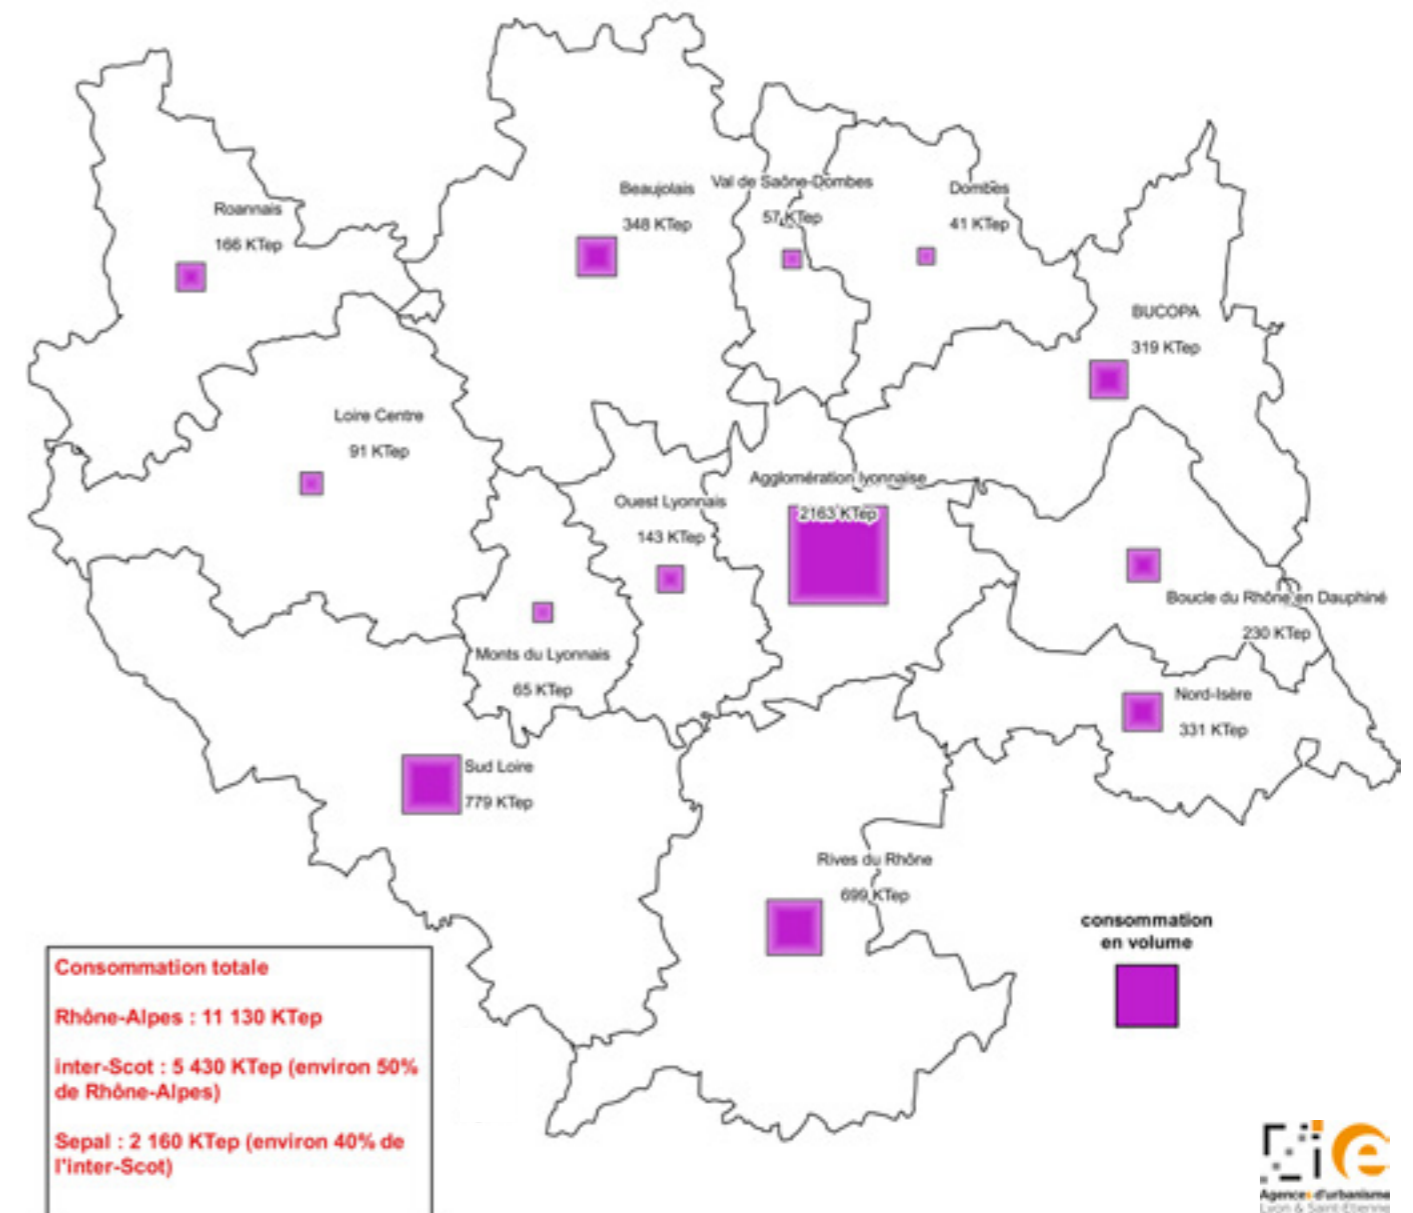 Roannais
166 KTep
Beaujolais
348 KTep
Val de Saône-Dombes
57 KTep
Dombes
41 KTep
BUCOPA
319 KTep
Loire Centre
91 KTep
Ouest Lyonnais
143 KTep
Agglomération lyonnaise
2163 KTep
Boucle du Rhône en Dauphiné
230 KTep
Monts du Lyonnais
65 KTep
Nord-Isère
331 KTep
Sud Loire
779 KTep
Rives du Rhône
699 KTep
consommation
en volume
Consommation totale
Rhône-Alpes : 11 130 KTep
inter-Scot : 5 430 KTep (environ 50%
de Rhône-Alpes)
Sepal : 2 160 KTep (environ 40% de
l'inter-Scot)
Agences d'urbanisme
Lyon & Saint-Etienne